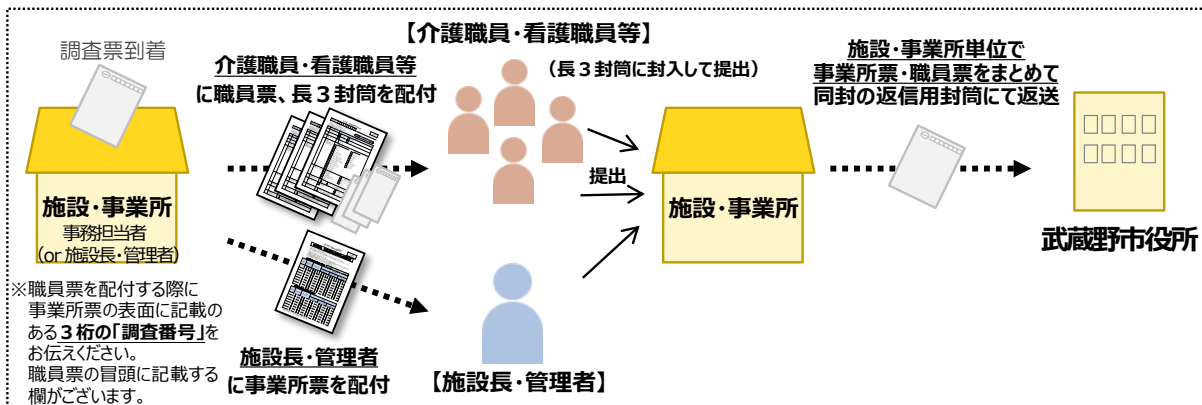 調査票到着
施設・事業所
事務担当者
(or 施設長・管理者)
※職員票を配付する際に
事業所票の表面に記載の
ある3桁の「調査番号」を
お伝えください。
職員票の冒頭に記載する
欄がございます。
介護職員・看護職員等
に職員票、長3封筒を配付
施設長・管理者
に事業所票を配付
【介護職員・看護職員等】
（長３封筒に封入して提出）
提出
【施設長・管理者】
施設・事業所
施設・事業所単位で
事業所票・職員票をまとめて
同封の返信用封筒にて返送
武蔵野市役所